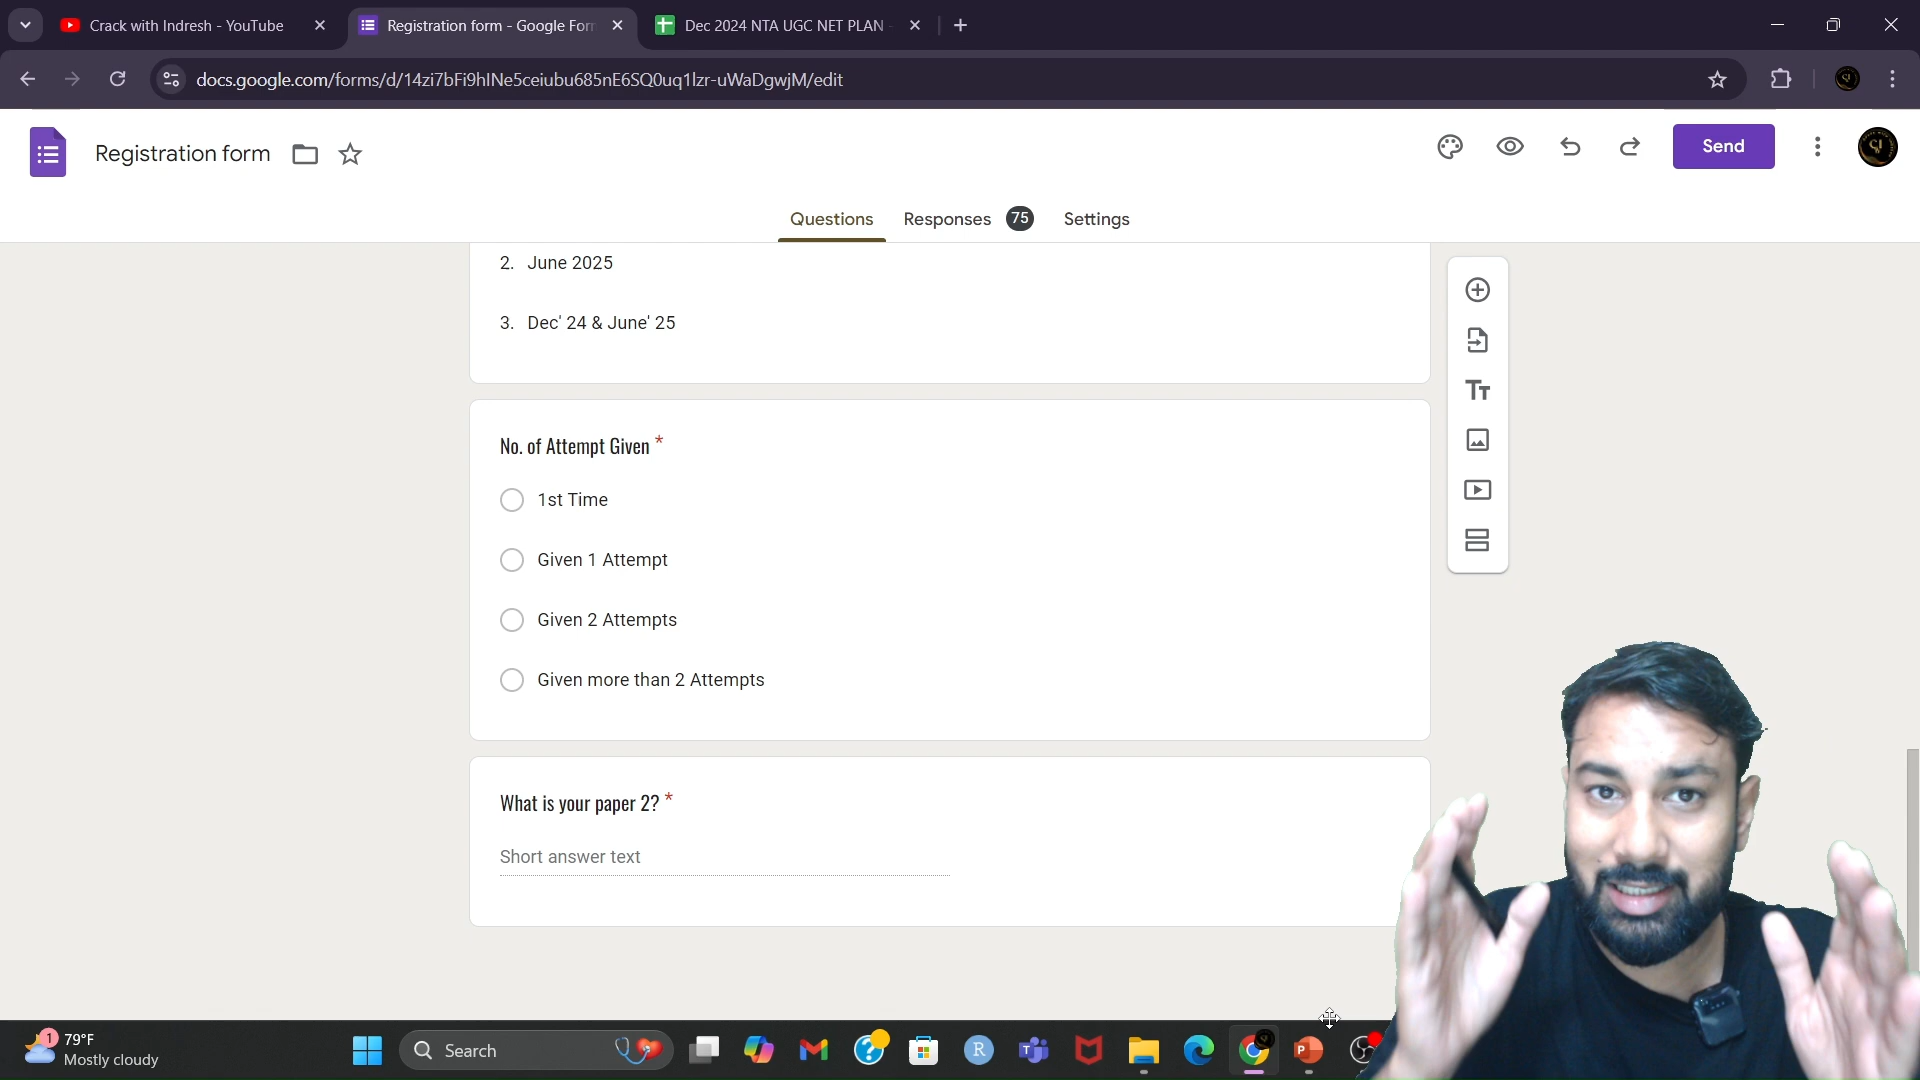 Crack with Indresh - YouTube
Registration form - Google For
Dec 2024 NTA UGC NET PLAN
docs.google.com/forms/d/14zi7bFi9hINe5ceiubu685nE6SQ0uq1lzr-uWaDgwjM/edit
Registration form
Send
Questions
Responses 75
Settings
2. June 2025
3. Dec' 24 & June' 25
No. of Attempt Given *
1st Time
Given 1 Attempt
Given 2 Attempts
Given more than 2 Attempts
What is your paper 2? *
Short answer text
1
79°F
Mostly cloudy
Search